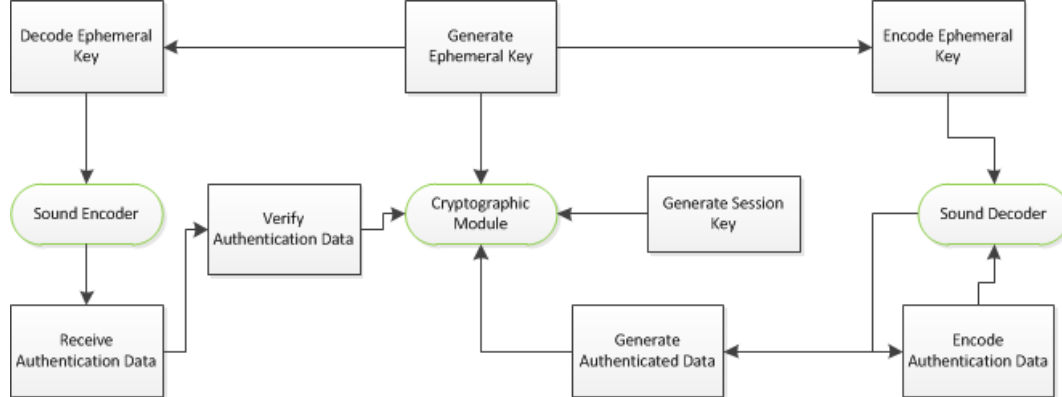 Decode Ephemeral
Key
Generate
Ephemeral Key
Encode Ephemeral
Key
Sound Encoder
Verify
Authentication Data
Cryptographic
Module
Generate Session
Key
Sound Decoder
Receive
Authentication Data
Generate
Authenticated Data
Encode
Authentication Data